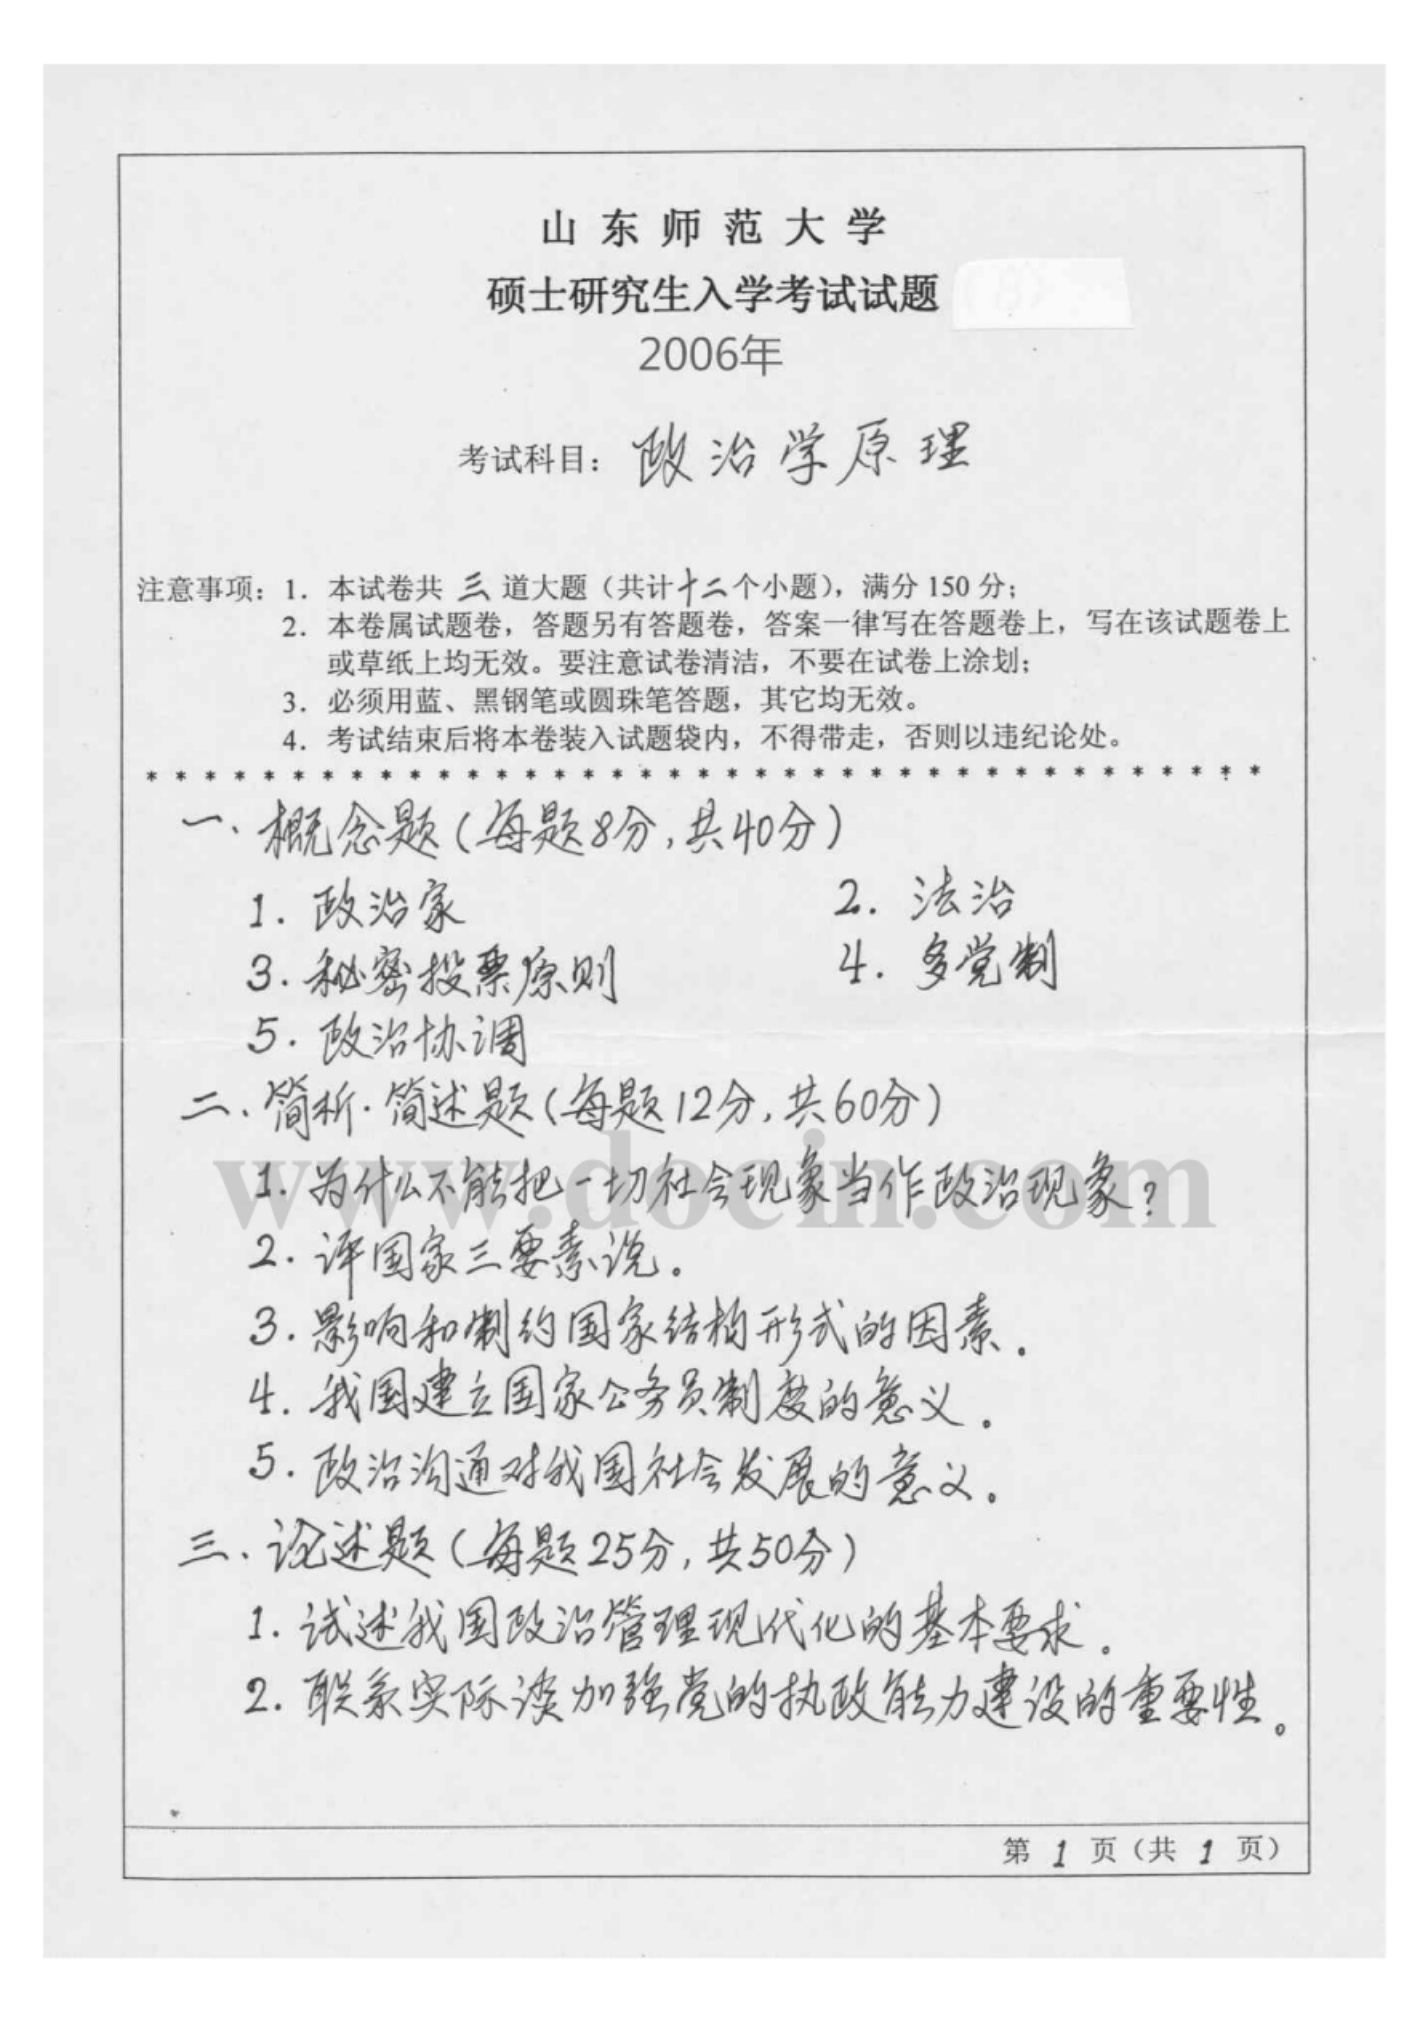 山东师范大学
硕士研究生入学考试试题
2006年
考试科目：政治学原理
注意事项：1. 本试卷共 三 道大题（共计十二个小题），满分 150 分；
2. 本卷属试题卷，答题另有答题卷，答案一律写在答题卷上，写在该试题卷上
或草纸上均无效。要注意试卷清洁，不要在试卷上涂划；
3. 必须用蓝、黑钢笔或圆珠笔答题，其它均无效。
4. 考试结束后将本卷装入试题袋内，不得带走，否则以违纪论处。
* * * * * * * * * * * * * * * * * * * * * * * * * * * * * * * * * * * * * * *
一、概念题（每题8分，共40分）
1. 政治家 2. 法治
3. 秘密投票原则 4. 多党制
5. 政治协调
二、简析·简述题（每题12分，共60分）
www.docin.com
1. 为什么不能把一切社会现象当作政治现象？
2. 评国家三要素说。
3. 影响和制约国家结构形式的因素。
4. 我国建立国家公务员制度的意义。
5. 政治沟通对我国社会发展的意义。
三、论述题（每题25分，共50分）
1. 试述我国政治管理现代化的基本要求。
2. 联系实际谈加强党的执政能力建设的重要性。
第 1 页（共 1 页）